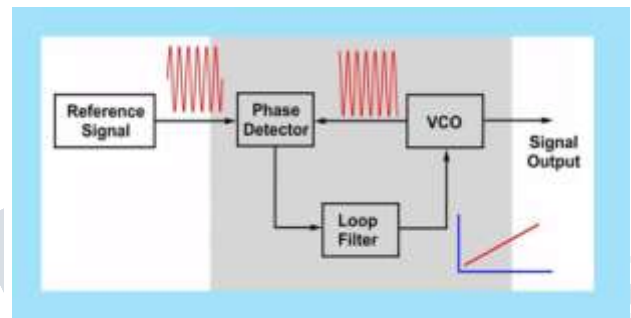 Reference
Signal
Phase
Detector
VCO
Signal
Output
Loop
Filter